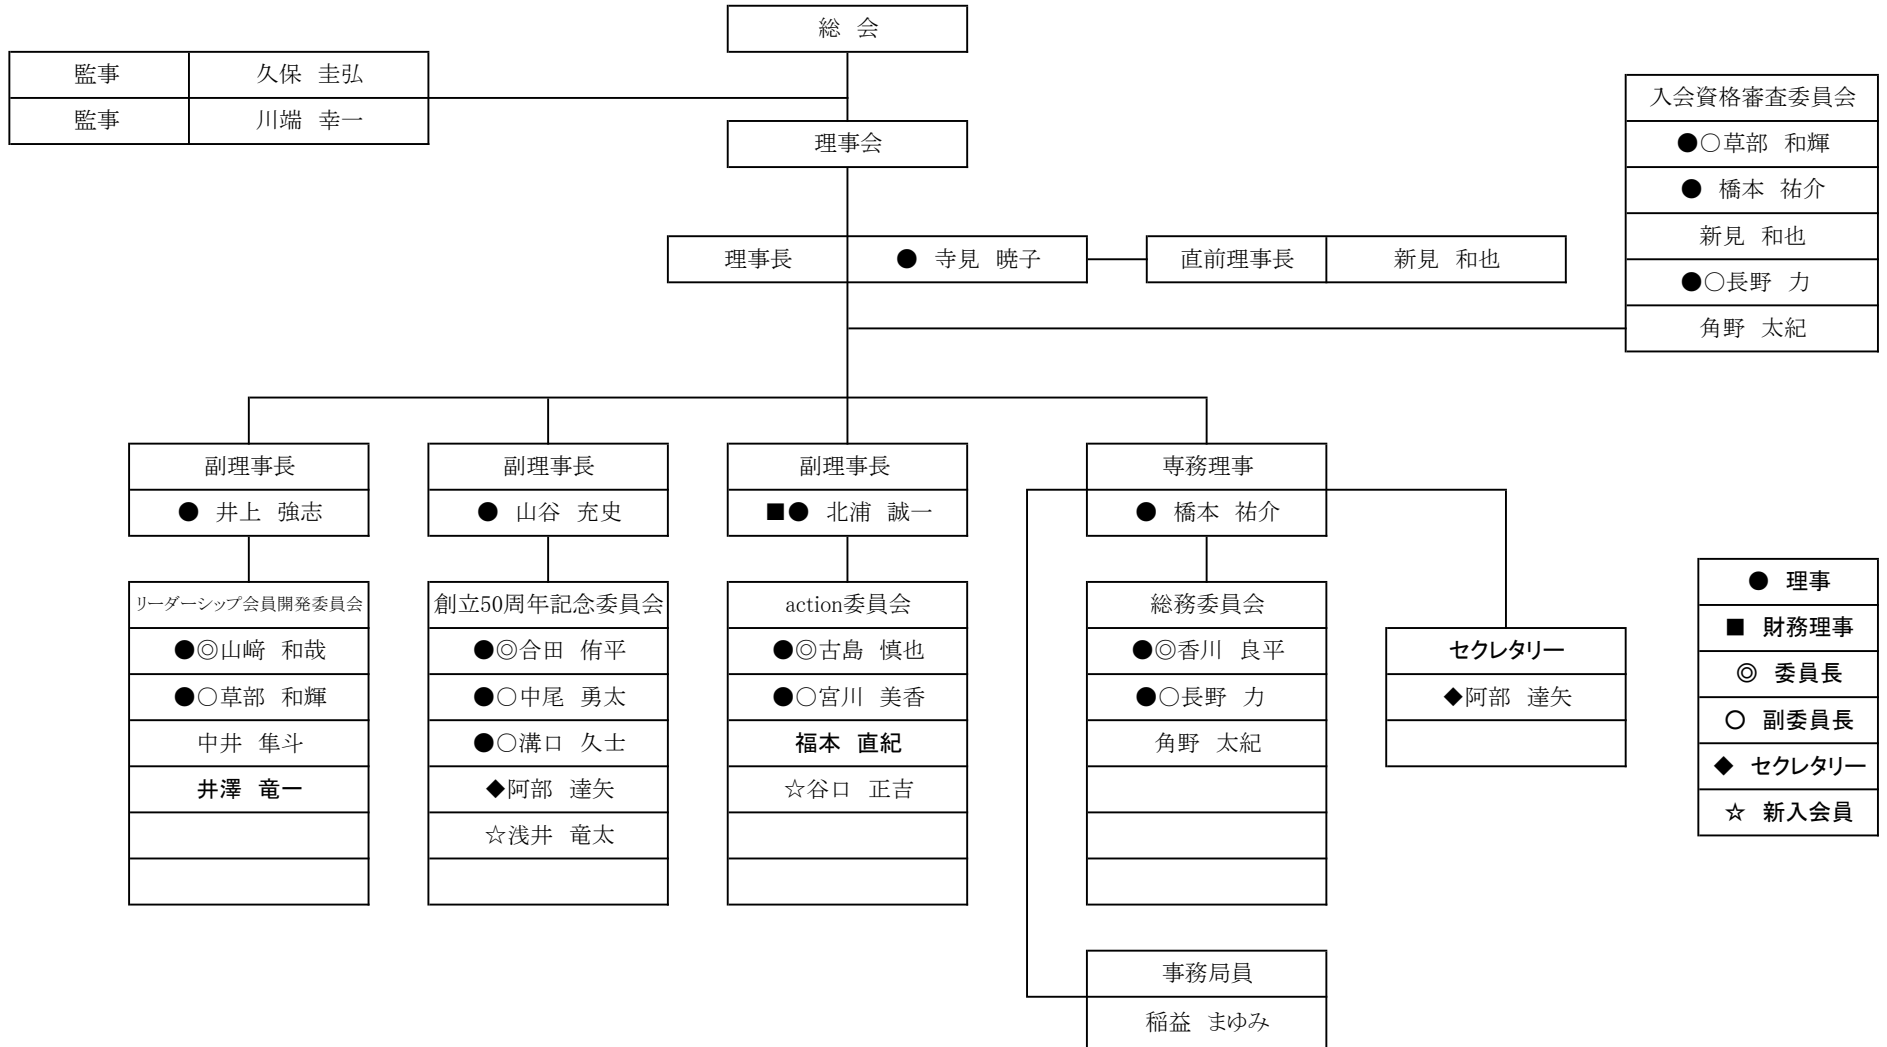 総 会
監事 久保 圭弘
監事 川端 幸一
理事会
入会資格審査委員会
●○草部 和輝
● 橋本 祐介
新見 和也
●○長野 力
角野 太紀
理事長 ● 寺見 暁子 直前理事長 新見 和也
副理事長
● 井上 強志
リーダーシップ会員開発委員会
●◎山﨑 和哉
●○草部 和輝
中井 隼斗
井澤 竜一
副理事長
● 山谷 充史
創立50周年記念委員会
●◎合田 侑平
●○中尾 勇太
●○溝口 久士
◆阿部 達矢
☆浅井 竜太
副理事長
■● 北浦 誠一
action委員会
●◎古島 慎也
●○宮川 美香
福本 直紀
☆谷口 正吉
専務理事
● 橋本 祐介
総務委員会
●◎香川 良平
●○長野 力
角野 太紀
セクレタリー
◆阿部 達矢
事務局員
稲益 まゆみ
● 理事
■ 財務理事
◎ 委員長
○ 副委員長
◆ セクレタリー
☆ 新入会員